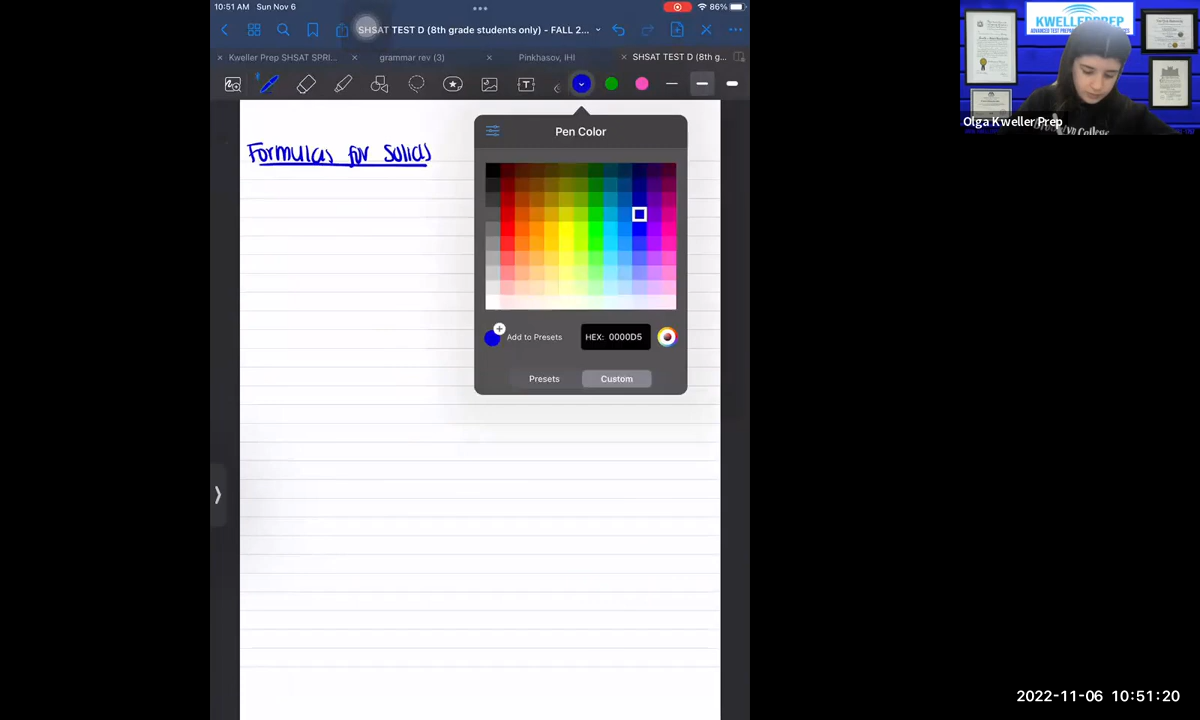 10:51 AM Sun Nov 6
86%
SHSAT TEST D (8th grade students only) - FALL 2...
Kweller Prep SHSAT SPRI...
grammar rev (3)
Pinkhasov, IHI
SHSAT TEST D (8th g...
Formulas for Solids
Pen Color
Add to Presets
HEX: 0000D5
Presets
Custom
KWELLERPREP
Brooklyn College
Olga Kweller Prep
2022-11-06 10:51:20